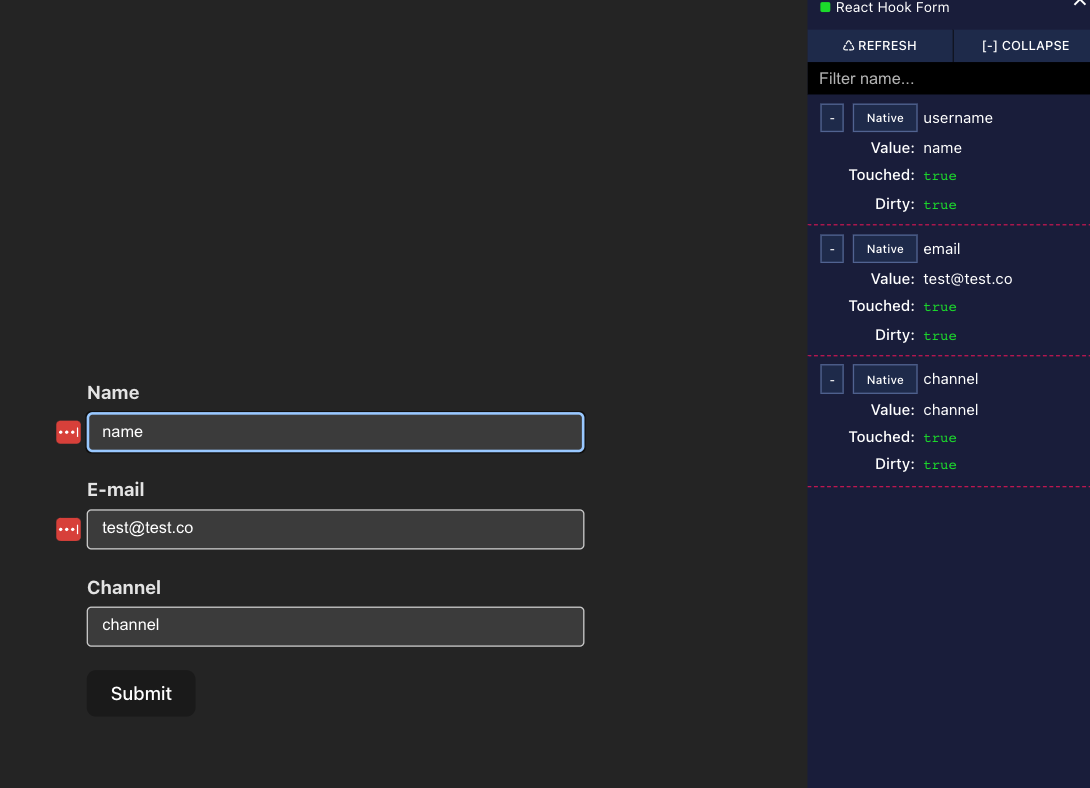 Name
name
E-mail
test@test.co
Channel
channel
Submit
React Hook Form
REFRESH [-] COLLAPSE
Filter name...
- Native username
Value: name
Touched: true
Dirty: true
- Native email
Value: test@test.co
Touched: true
Dirty: true
- Native channel
Value: channel
Touched: true
Dirty: true